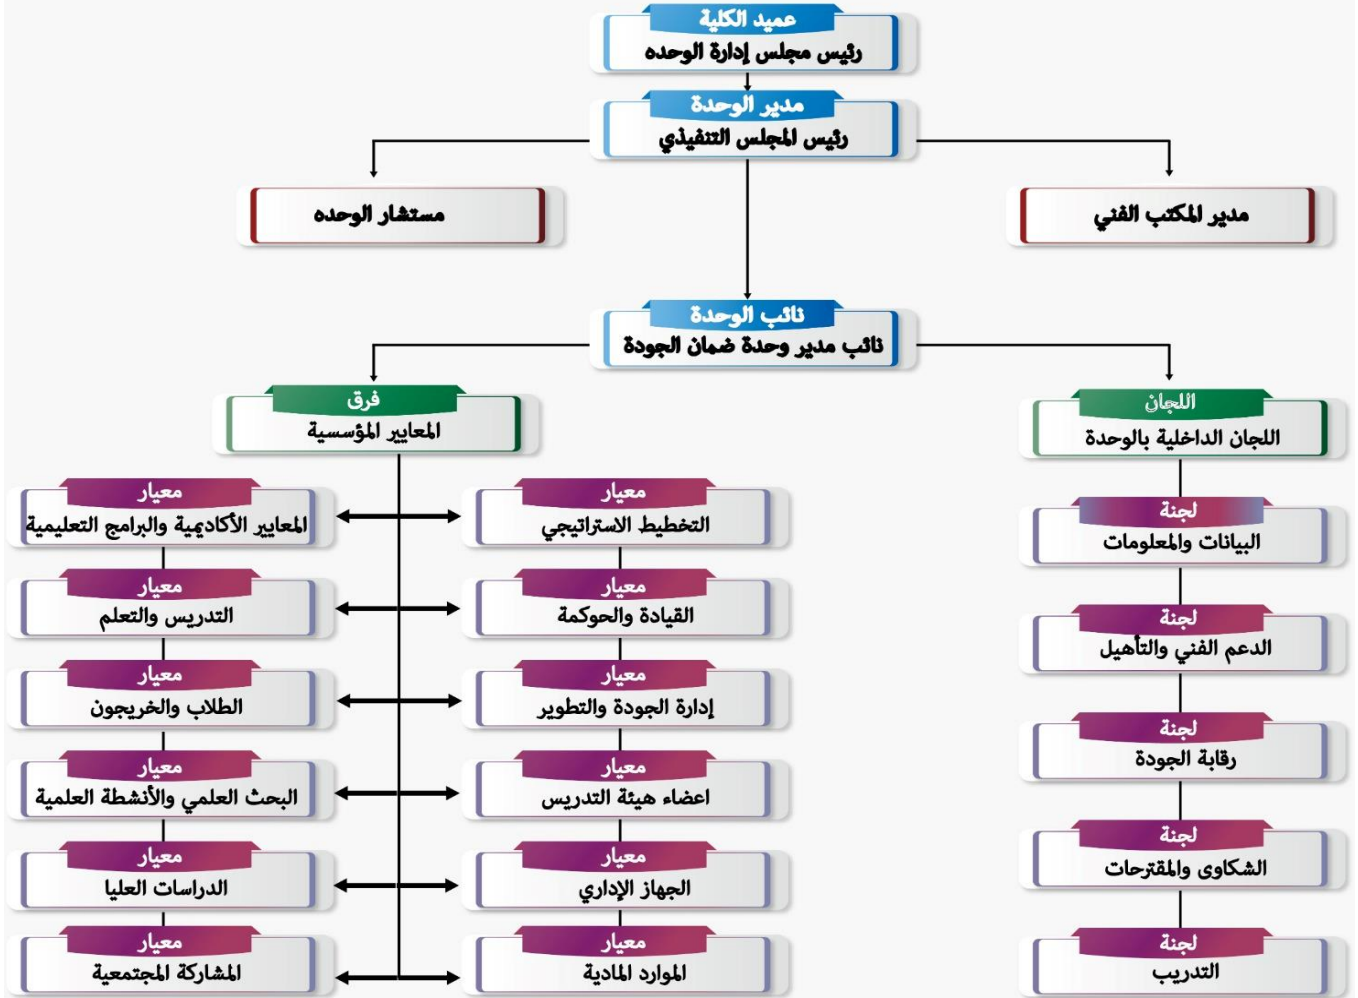 عميد الكلية
رئيس مجلس إدارة الوحده
مدير الوحدة
رئيس المجلس التنفيذي
مدير المكتب الفني
مستشار الوحده
نائب الوحدة
نائب مدير وحدة ضمان الجودة
اللجان
اللجان الداخلية بالوحدة
لجنة
البيانات والمعلومات
لجنة
الدعم الفني والتأهيل
لجنة
رقابة الجودة
لجنة
الشكاوى والمقترحات
لجنة
التدريب
فرق
المعايير المؤسسية
معيار
التخطيط الاستراتيجي
معيار
القيادة والحوكمة
معيار
إدارة الجودة والتطوير
معيار
اعضاء هيئة التدريس
معيار
الجهاز الإداري
معيار
الموارد المادية
معيار
المعايير الأكاديمية والبرامج التعليمية
معيار
التدريس والتعلم
معيار
الطلاب والخريجون
معيار
البحث العلمي والأنشطة العلمية
معيار
الدراسات العليا
معيار
المشاركة المجتمعية